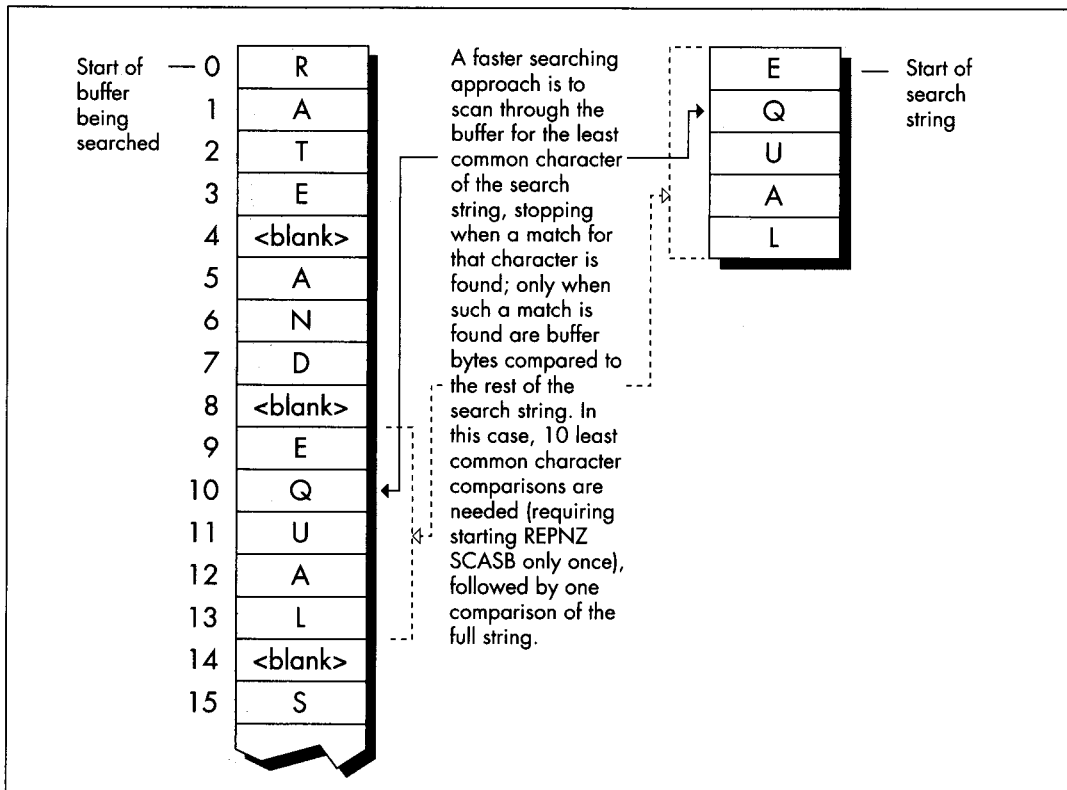 Start of
buffer
being
searched
0 R
1 A
2 T
3 E
4 <blank>
5 A
6 N
7 D
8 <blank>
9 E
10 Q
11 U
12 A
13 L
14 <blank>
15 S
A faster searching
approach is to
scan through the
buffer for the least
common character
of the search
string, stopping
when a match for
that character is
found; only when
such a match is
found are buffer
bytes compared to
the rest of the
search string. In
this case, 10 least
common character
comparisons are
needed (requiring
starting REPNZ
SCASB only once),
followed by one
comparison of the
full string.
E
Q
U
A
L
Start of
search
string